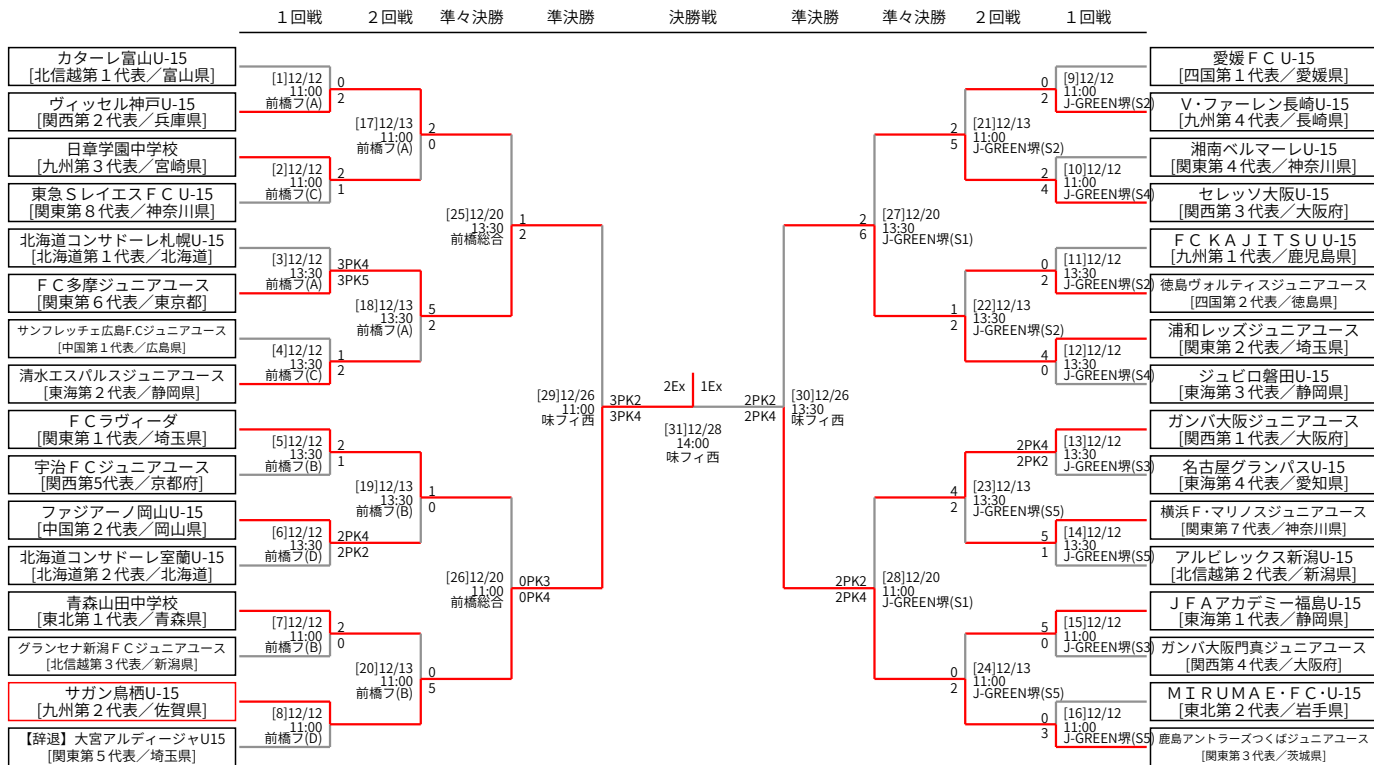 １回戦 ２回戦 準々決勝 準決勝 決勝戦 準決勝 準々決勝 ２回戦 １回戦
カターレ富山U-15
[北信越第１代表／富山県]
ヴィッセル神戸U-15
[関西第２代表／兵庫県]
日章学園中学校
[九州第３代表／宮崎県]
東急ＳレイエスＦＣ U-15
[関東第８代表／神奈川県]
北海道コンサドーレ札幌U-15
[北海道第１代表／北海道]
ＦＣ多摩ジュニアユース
[関東第６代表／東京都]
サンフレッチェ広島F.Cジュニアユース
[中国第１代表／広島県]
清水エスパルスジュニアユース
[東海第２代表／静岡県]
ＦＣラヴィーダ
[関東第１代表／埼玉県]
宇治ＦＣジュニアユース
[関西第5代表／京都府]
ファジアーノ岡山U-15
[中国第２代表／岡山県]
北海道コンサドーレ室蘭U-15
[北海道第２代表／北海道]
青森山田中学校
[東北第１代表／青森県]
グランセナ新潟ＦＣジュニアユース
[北信越第３代表／新潟県]
サガン鳥栖U-15
[九州第２代表／佐賀県]
【辞退】大宮アルディージャU15
[関東第５代表／埼玉県]
[1]12/12
11:00
前橋フ(A)
0
2
[2]12/12
11:00
前橋フ(C)
2
1
[3]12/12
13:30
前橋フ(A)
3PK4
3PK5
[4]12/12
13:30
前橋フ(C)
1
2
[5]12/12
13:30
前橋フ(B)
2
1
[6]12/12
13:30
前橋フ(D)
2PK4
2PK2
[7]12/12
11:00
前橋フ(B)
2
0
[8]12/12
11:00
前橋フ(D)
[17]12/13
11:00
前橋フ(A)
2
0
[18]12/13
13:30
前橋フ(A)
5
2
[19]12/13
13:30
前橋フ(B)
1
0
[20]12/13
11:00
前橋フ(B)
0
5
[25]12/20
13:30
前橋総合
1
2
[26]12/20
11:00
前橋総合
0PK3
0PK4
[29]12/26
11:00
味フィ西
3PK2
3PK4
2Ex 1Ex
[31]12/28
14:00
味フィ西
2PK2
2PK4
[30]12/26
13:30
味フィ西
2
6
[27]12/20
13:30
J-GREEN堺(S1)
2PK2
2PK4
[28]12/20
11:00
J-GREEN堺(S1)
2
5
[21]12/13
11:00
J-GREEN堺(S2)
1
2
[22]12/13
13:30
J-GREEN堺(S2)
4
2
[23]12/13
13:30
J-GREEN堺(S5)
0
2
[24]12/13
11:00
J-GREEN堺(S5)
0
2
[9]12/12
11:00
J-GREEN堺(S2)
2
4
[10]12/12
11:00
J-GREEN堺(S4)
0
2
[11]12/12
13:30
J-GREEN堺(S2)
4
0
[12]12/12
13:30
J-GREEN堺(S4)
2PK4
2PK2
[13]12/12
13:30
J-GREEN堺(S3)
5
1
[14]12/12
13:30
J-GREEN堺(S5)
5
0
[15]12/12
11:00
J-GREEN堺(S3)
0
3
[16]12/12
11:00
J-GREEN堺(S5)
愛媛ＦＣ U-15
[四国第１代表／愛媛県]
Ｖ･ファーレン長崎U-15
[九州第４代表／長崎県]
湘南ベルマーレU-15
[関東第４代表／神奈川県]
セレッソ大阪U-15
[関西第３代表／大阪府]
ＦＣ ＫＡＪＩＴＳＵ U-15
[九州第１代表／鹿児島県]
徳島ヴォルティスジュニアユース
[四国第２代表／徳島県]
浦和レッズジュニアユース
[関東第２代表／埼玉県]
ジュビロ磐田U-15
[東海第３代表／静岡県]
ガンバ大阪ジュニアユース
[関西第１代表／大阪府]
名古屋グランパスU-15
[東海第４代表／愛知県]
横浜Ｆ･マリノスジュニアユース
[関東第７代表／神奈川県]
アルビレックス新潟U-15
[北信越第２代表／新潟県]
ＪＦＡアカデミー福島U-15
[東海第１代表／静岡県]
ガンバ大阪門真ジュニアユース
[関西第４代表／大阪府]
ＭＩＲＵＭＡＥ･ＦＣ･U-15
[東北第２代表／岩手県]
鹿島アントラーズつくばジュニアユース
[関東第３代表／茨城県]